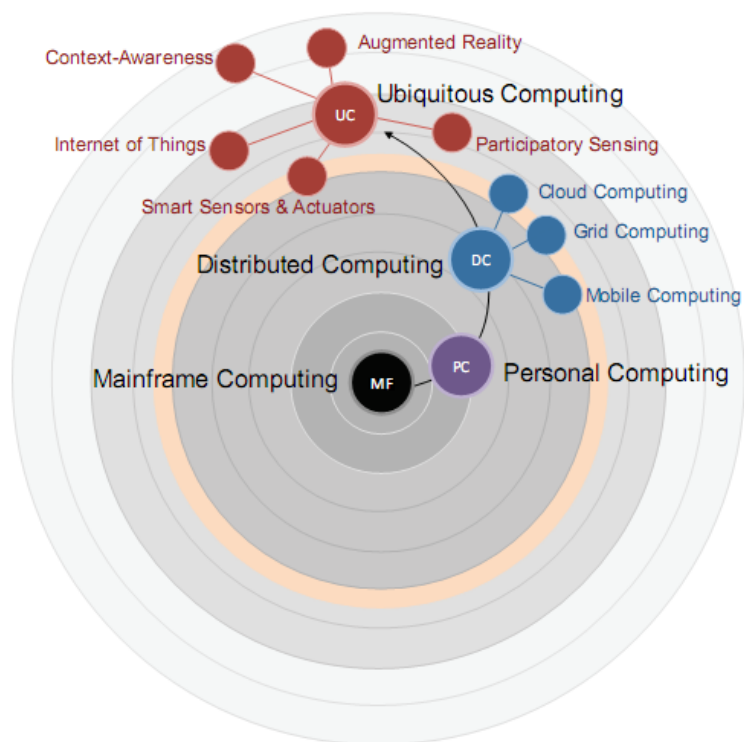 Augmented Reality
Context-Awareness
Ubiquitous Computing
UC
Internet of Things
Participatory Sensing
Smart Sensors & Actuators
Cloud Computing
Grid Computing
Distributed Computing
DC
Mobile Computing
Mainframe Computing
MF
PC
Personal Computing